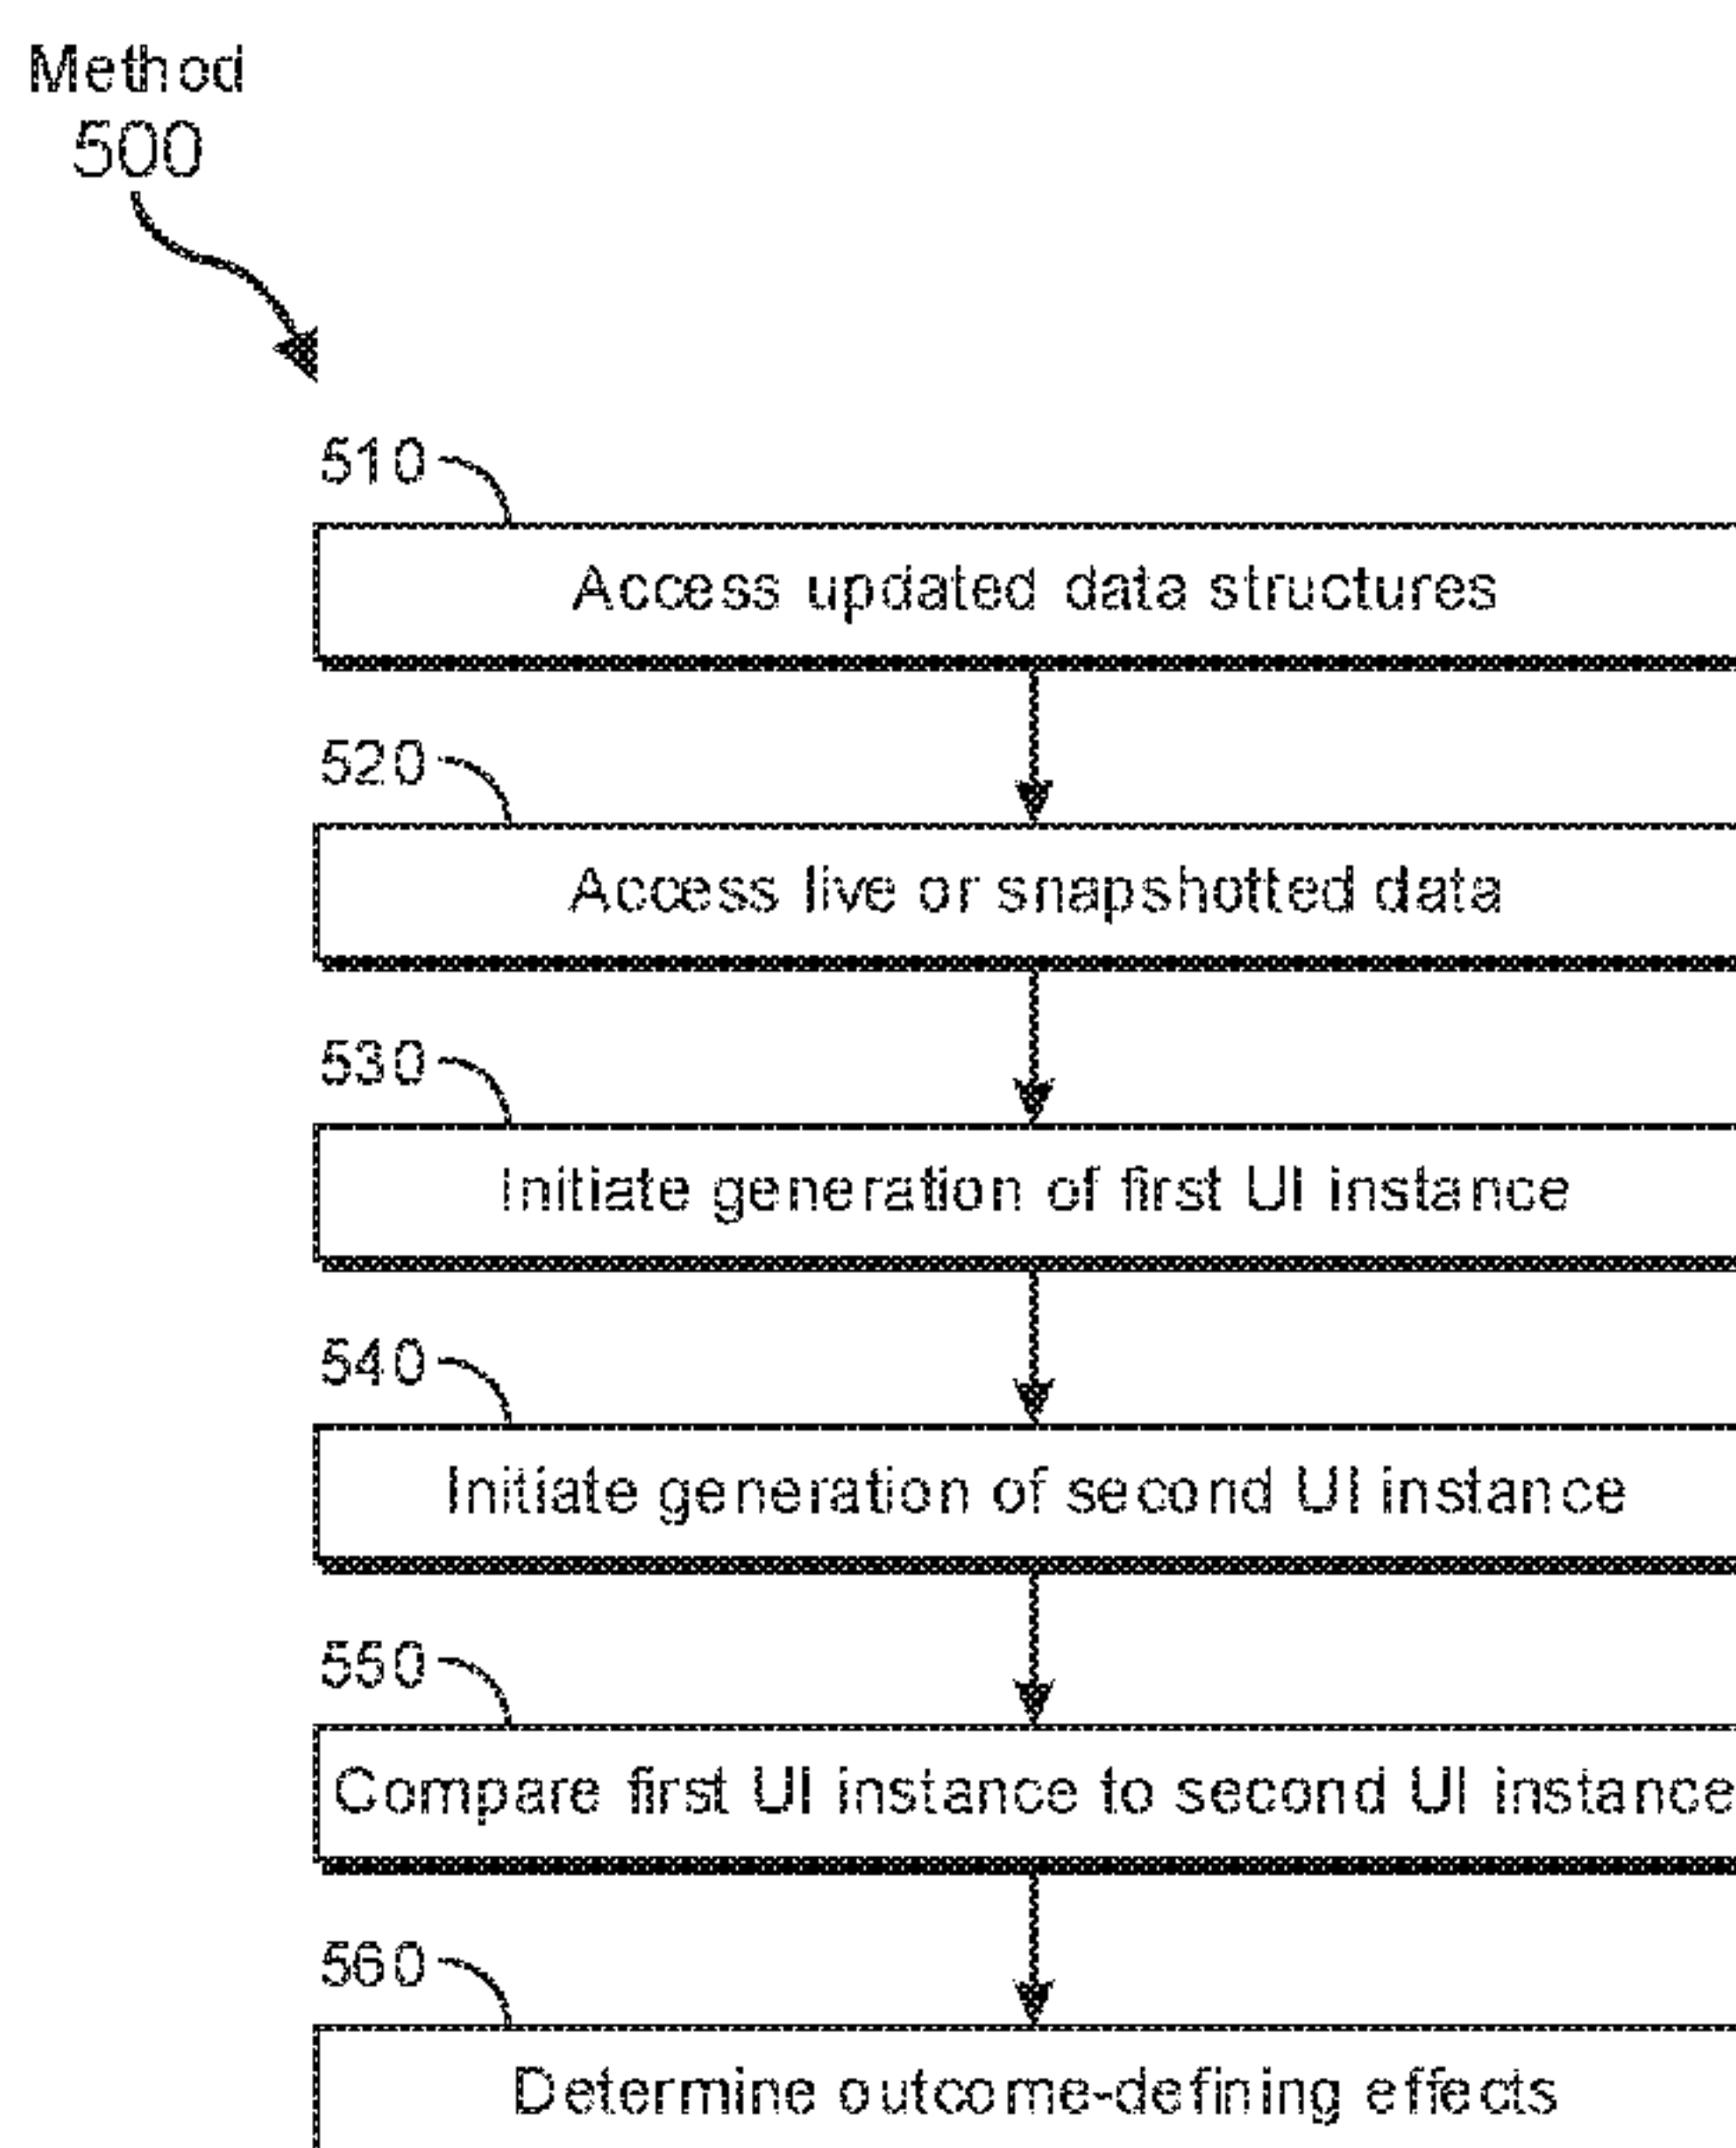 Method
500
510
Access updated data structures
520
Access live or snapshotted data
530
Initiate generation of first UI instance
540
Initiate generation of second UI instance
550
Compare first UI instance to second UI instance
560
Determine outcome-defining effects